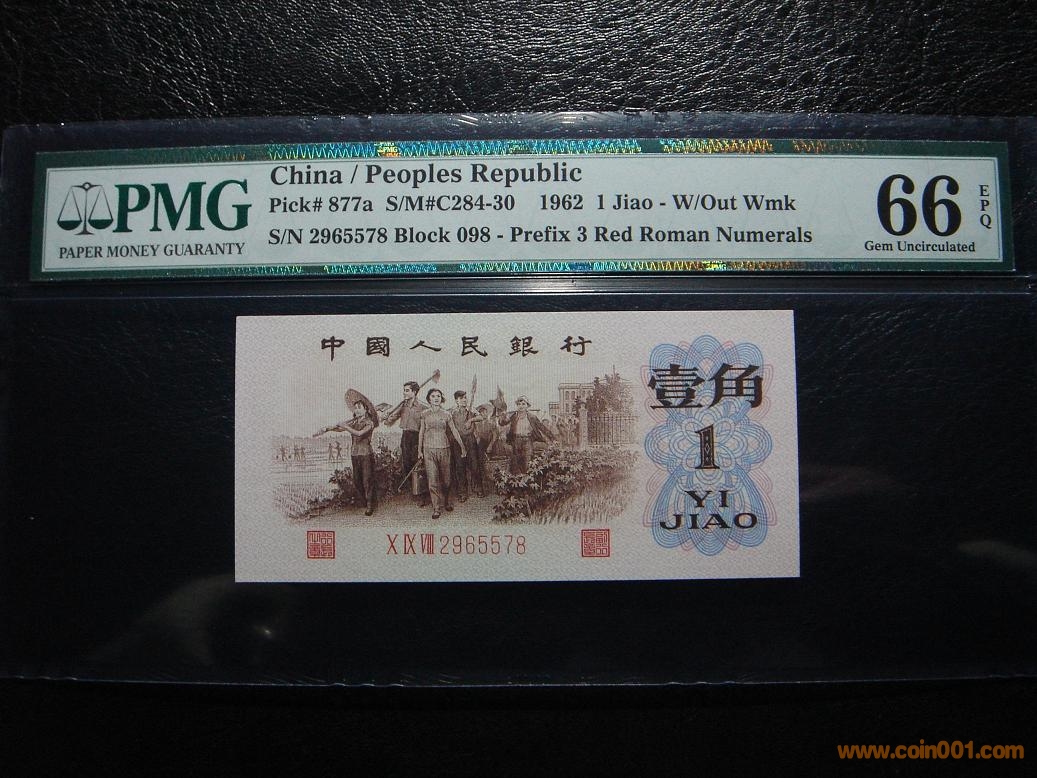 PMG
PAPER MONEY GUARANTY
China / Peoples Republic
Pick# 877a S/M#C284-30 1962 1 Jiao - W/Out Wmk
S/N 2965578 Block 098 - Prefix 3 Red Roman Numerals
66
EPQ
Gem Uncirculated
中國人民銀行
壹角
1
YI
JIAO
X IX VIII 2965578
www.coin001.com